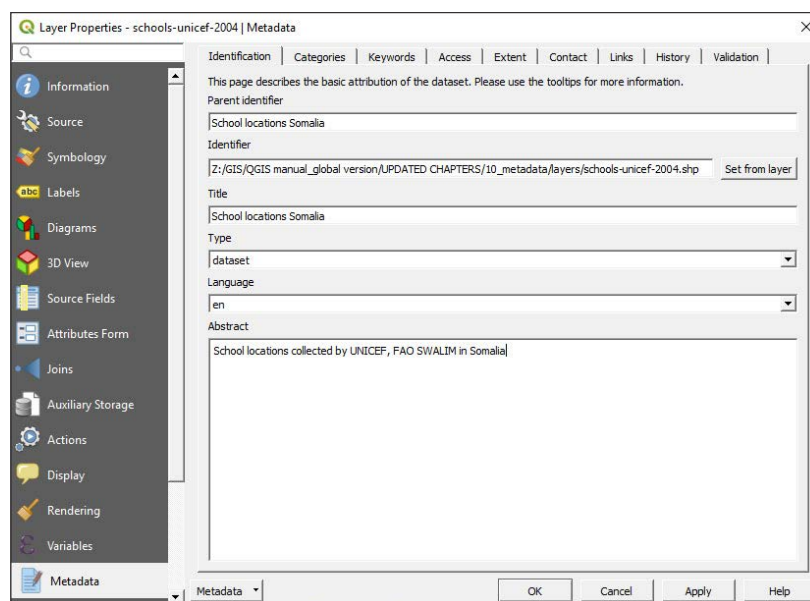 Layer Properties - schools-unicef-2004 | Metadata
Information
Source
Symbology
abc Labels
Diagrams
3D View
Source Fields
Attributes Form
Joins
Auxiliary Storage
Actions
Display
Rendering
Variables
Metadata
Identification Categories Keywords Access Extent Contact Links History Validation
This page describes the basic attribution of the dataset. Please use the tooltips for more information.
Parent identifier
School locations Somalia
Identifier
Z:/GIS/QGIS manual_global version/UPDATED CHAPTERS/10_metadata/layers/schools-unicef-2004.shp Set from layer
Title
School locations Somalia
Type
dataset
Language
en
Abstract
School locations collected by UNICEF, FAO SWALIM in Somalia
Metadata OK Cancel Apply Help